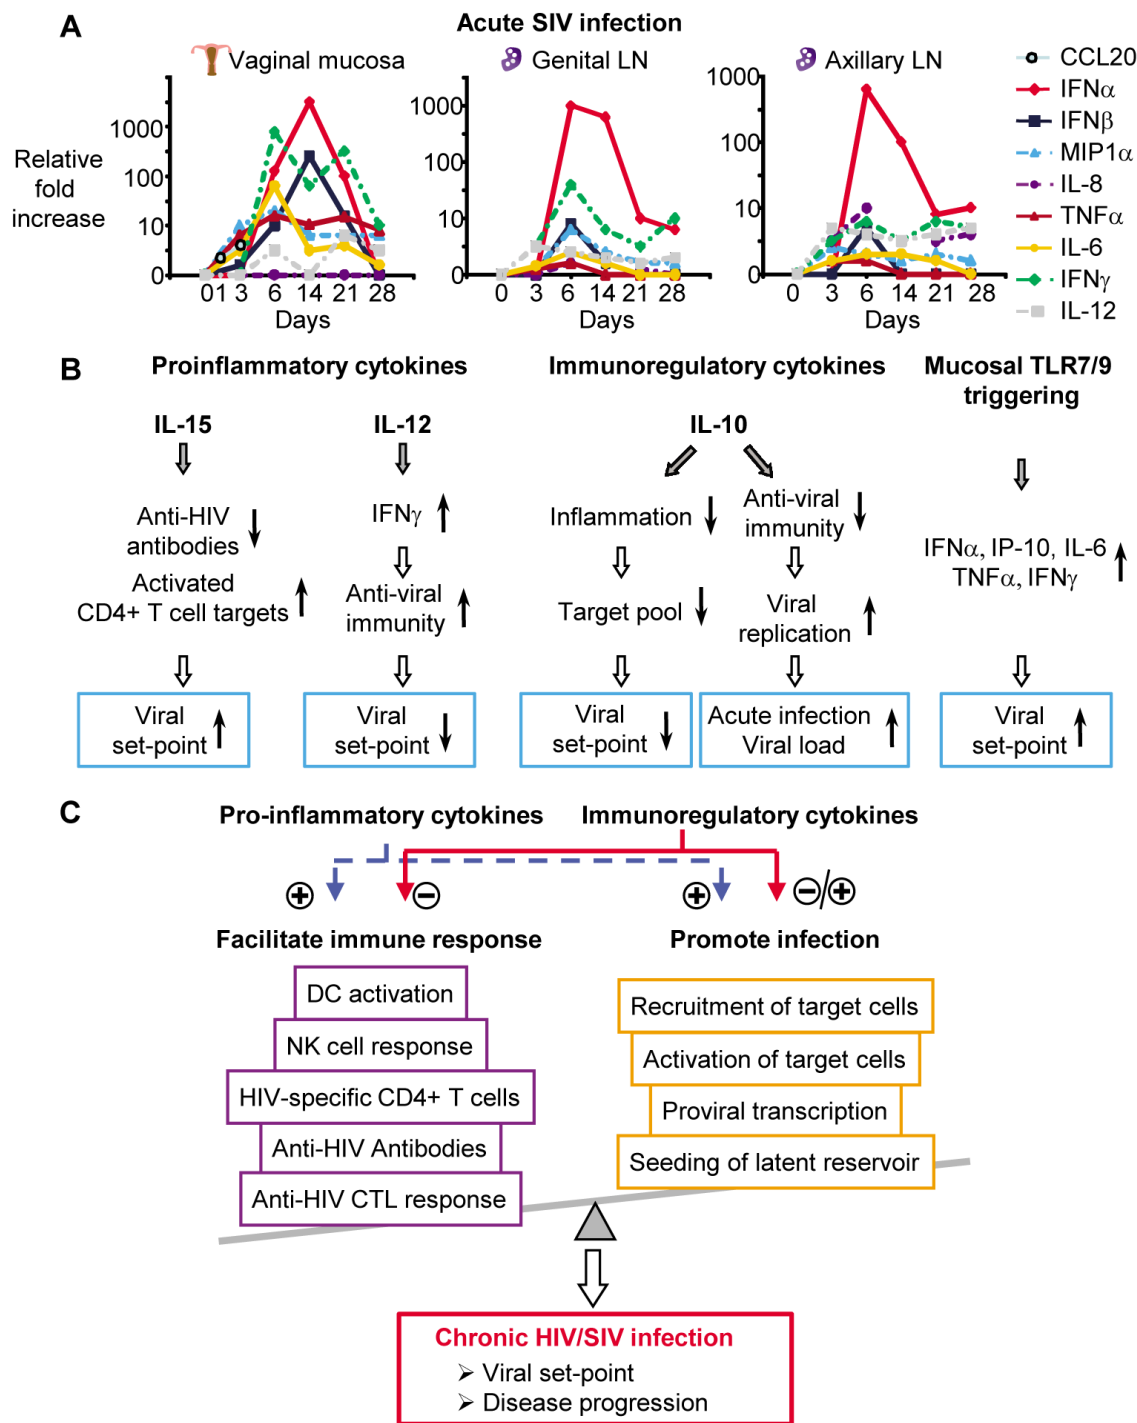 A
Acute SIV infection
Vaginal mucosa
Genital LN
Axillary LN
Relative
fold
increase
1000
100
10
0
0 1 3 6 14 21 28
Days
1000
100
10
0
0 3 6 14 21 28
Days
1000
100
10
0
0 3 6 14 21 28
Days
CCL20
IFNα
IFNβ
MIP1α
IL-8
TNFα
IL-6
IFNγ
IL-12
B
Proinflammatory cytokines
Immunoregulatory cytokines
Mucosal TLR7/9
triggering
IL-15
IL-12
IL-10
Anti-HIV
antibodies
Activated
CD4+ T cell targets
Viral
set-point
IFNγ
Anti-viral
immunity
Viral
set-point
Inflammation
Target pool
Viral
set-point
Anti-viral
immunity
Viral
replication
Acute infection
Viral load
IFNα, IP-10, IL-6
TNFα, IFNγ
Viral
set-point
C
Pro-inflammatory cytokines
Immunoregulatory cytokines
+
−
+
−/+
Facilitate immune response
Promote infection
DC activation
NK cell response
HIV-specific CD4+ T cells
Anti-HIV Antibodies
Anti-HIV CTL response
Recruitment of target cells
Activation of target cells
Proviral transcription
Seeding of latent reservoir
Chronic HIV/SIV infection
➢ Viral set-point
➢ Disease progression